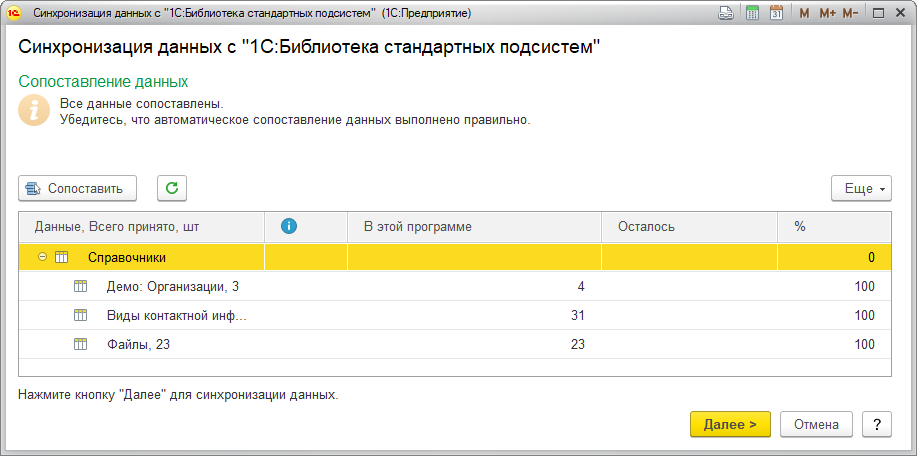 Синхронизация данных с "1С:Библиотека стандартных подсистем" (1С:Предприятие)
M M+ M-
Синхронизация данных с "1С:Библиотека стандартных подсистем"
Сопоставление данных
Все данные сопоставлены.
Убедитесь, что автоматическое сопоставление данных выполнено правильно.
Сопоставить Еще
Данные, Всего принято, шт В этой программе Осталось %
Справочники 0
Демо: Организации, 3 4 100
Виды контактной инф... 31 100
Файлы, 23 23 100
Нажмите кнопку "Далее" для синхронизации данных.
Далее > Отмена ?